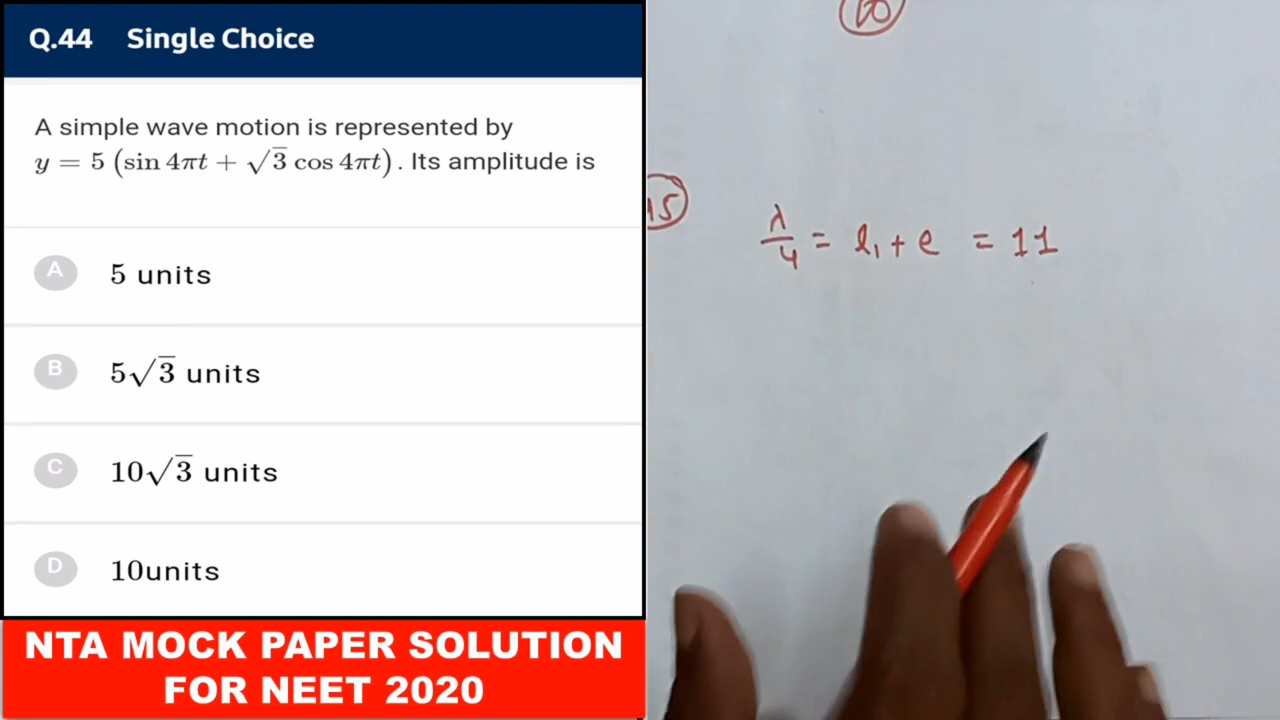 Q.44 Single Choice
A simple wave motion is represented by
y = 5 (sin 4πt + √3 cos 4πt). Its amplitude is
A 5 units
B 5√3 units
C 10√3 units
D 10units
NTA MOCK PAPER SOLUTION
FOR NEET 2020
λ/4 = l₁ + e = 11